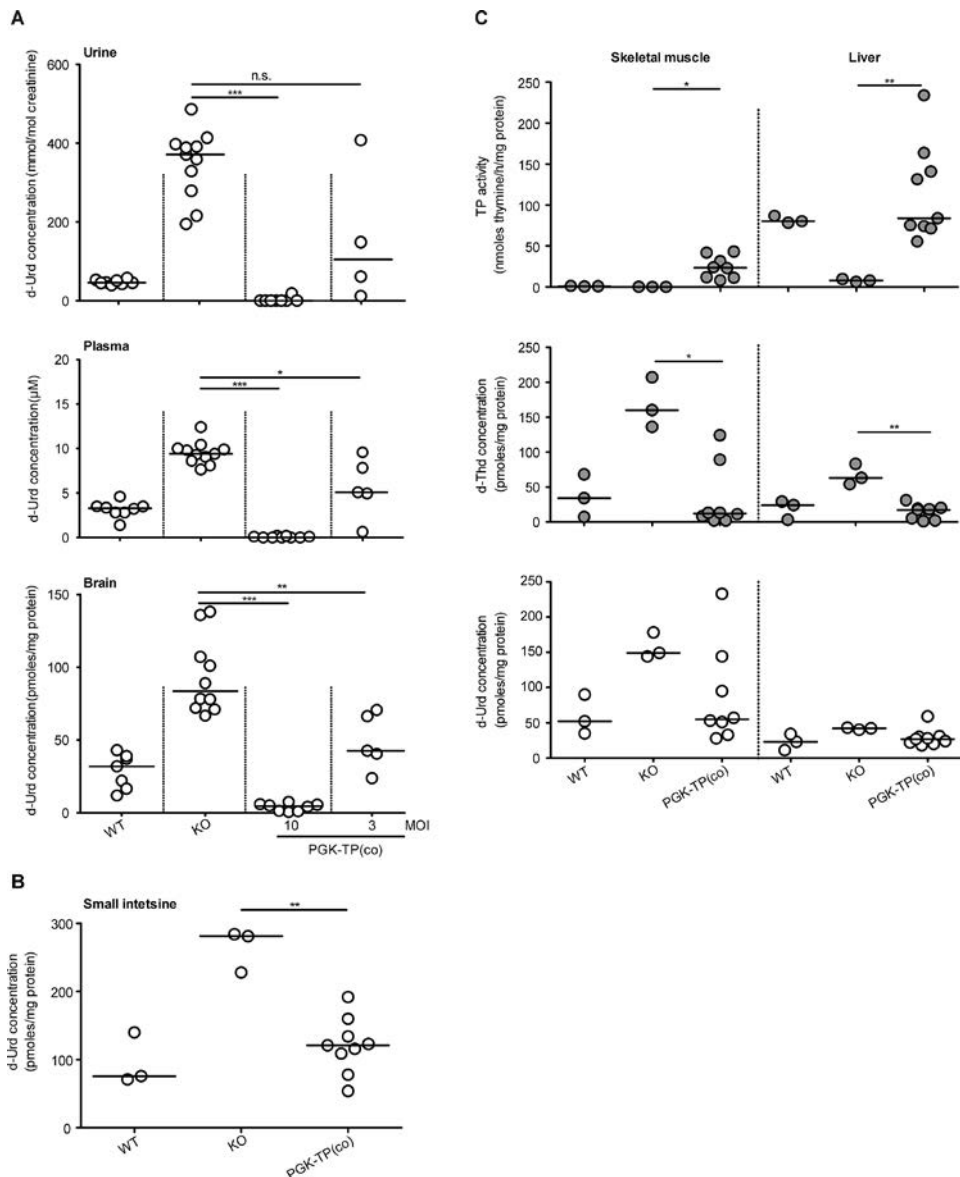 A
Urine
d-Urd concentration (mmol/mol creatinine)
600
400
200
0
n.s.
***
Plasma
d-Urd concentration(µM)
20
15
10
5
0
*
***
Brain
d-Urd concentration(pmoles/mg protein)
150
100
50
0
**
***
WT
KO
10
3
MOI
PGK-TP(co)
B
Small intetsine
d-Urd concentration
(pmoles/mg protein)
300
200
100
0
**
WT
KO
PGK-TP(co)
C
Skeletal muscle
Liver
TP activity
(nmoles thymine/h/mg protein)
250
200
150
100
50
0
*
**
d-Thd concentration
(pmoles/mg protein)
250
200
150
100
50
0
*
**
d-Urd concentration
(pmoles/mg protein)
250
200
150
100
50
0
WT
KO
PGK-TP(co)
WT
KO
PGK-TP(co)